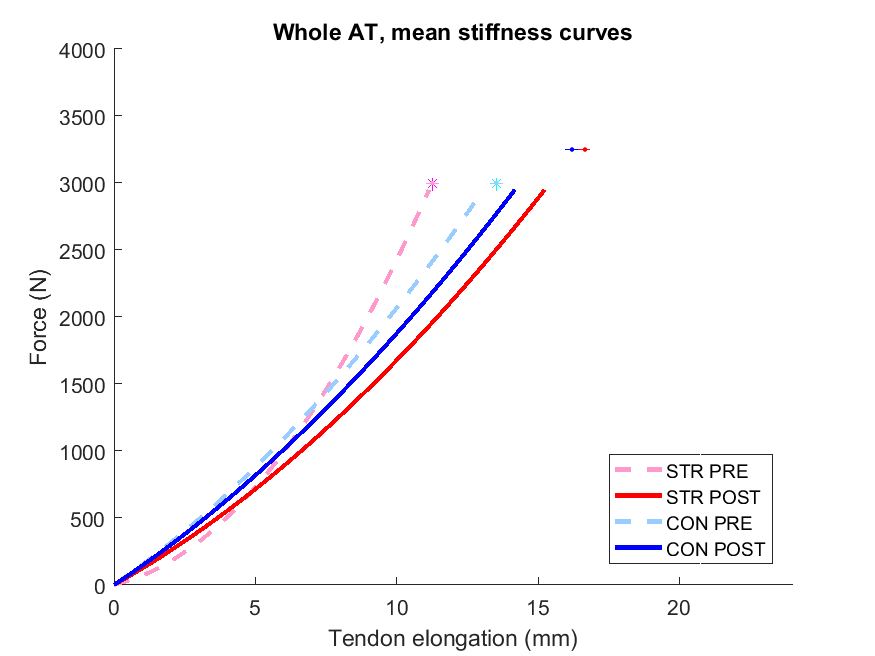 Whole AT, mean stiffness curves
4000
3500
3000
2500
2000
1500
1000
500
0
Force (N)
0 5 10 15 20
Tendon elongation (mm)
STR PRE
STR POST
CON PRE
CON POST